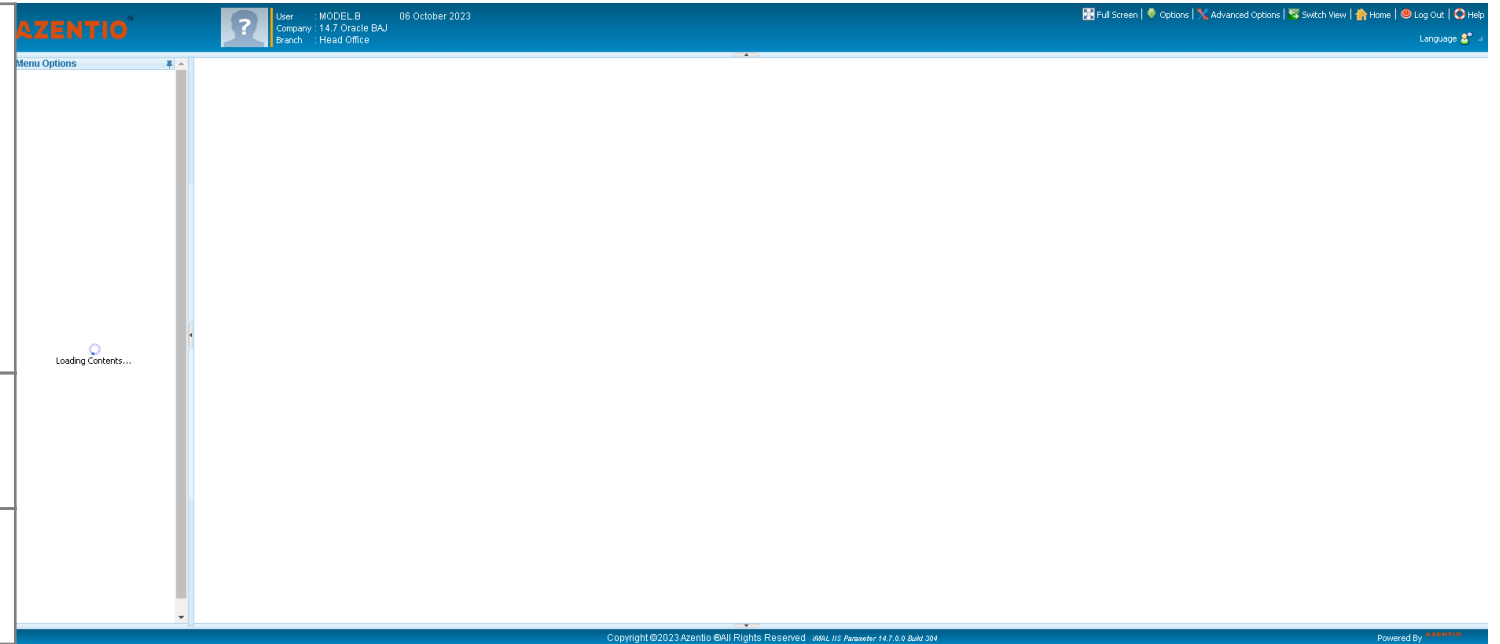 AZENTIO™
User : MODEL.B 06 October 2023
Company : 14.7 Oracle BAJ
Branch : Head Office
Full Screen | Options | Advanced Options | Switch View | Home | Log Out | Help
Language
Menu Options
Loading Contents...
Copyright ©2023 Azentio ®All Rights Reserved iMAL IIS Parameter 14.7.0.0 Build 304
Powered By AZENTIO